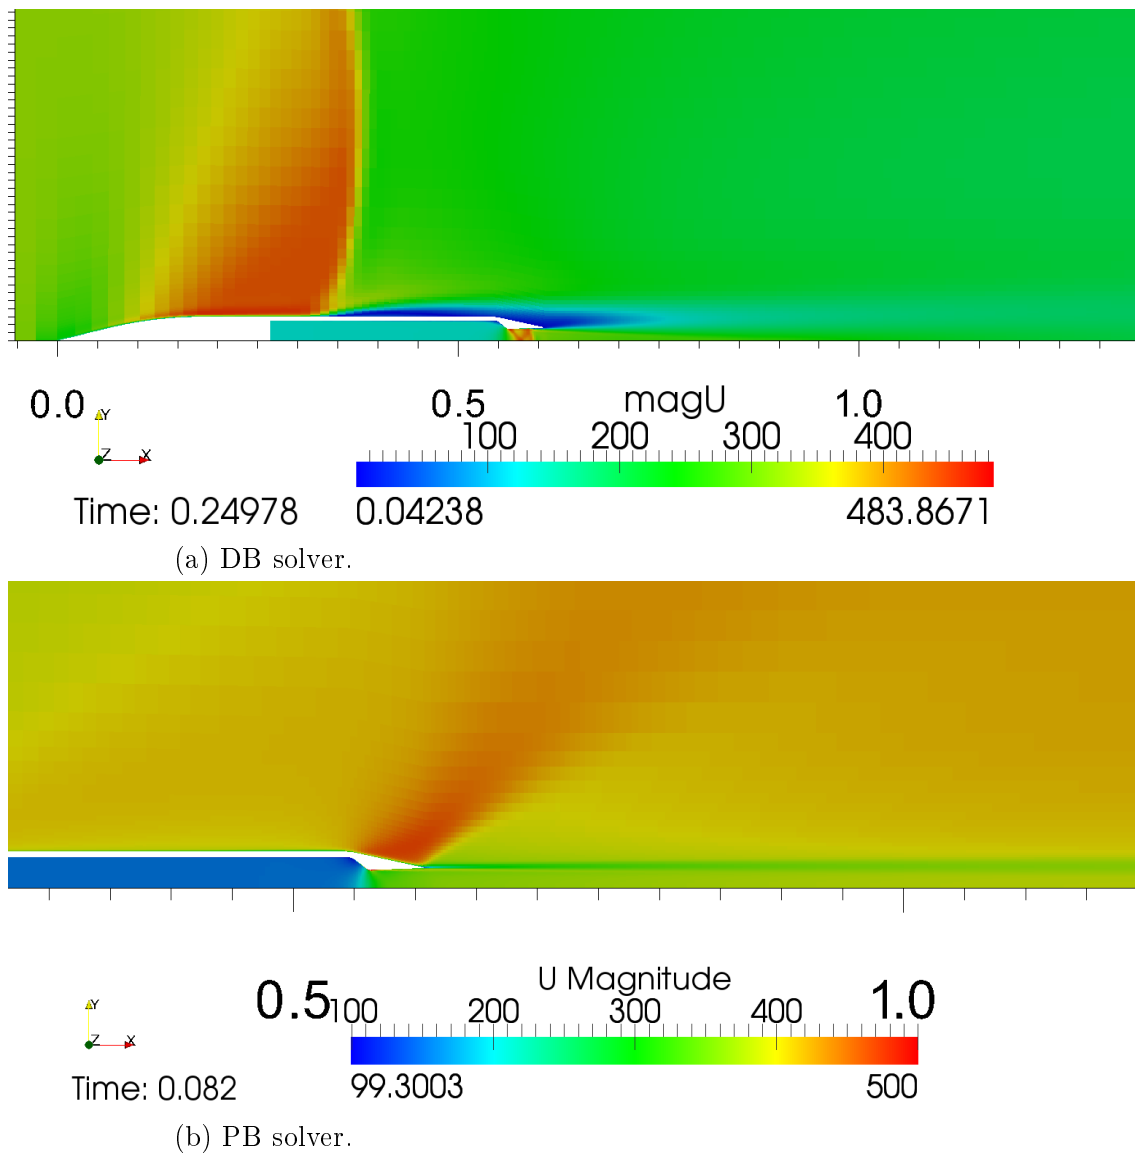 0.0 0.5 magU 1.0
Y
Z X
100 200 300 400
Time: 0.24978 0.04238 483.8671
(a) DB solver.
U Magnitude
0.5 100 200 300 400 1.0
Y
Z X
Time: 0.082 99.3003 500
(b) PB solver.